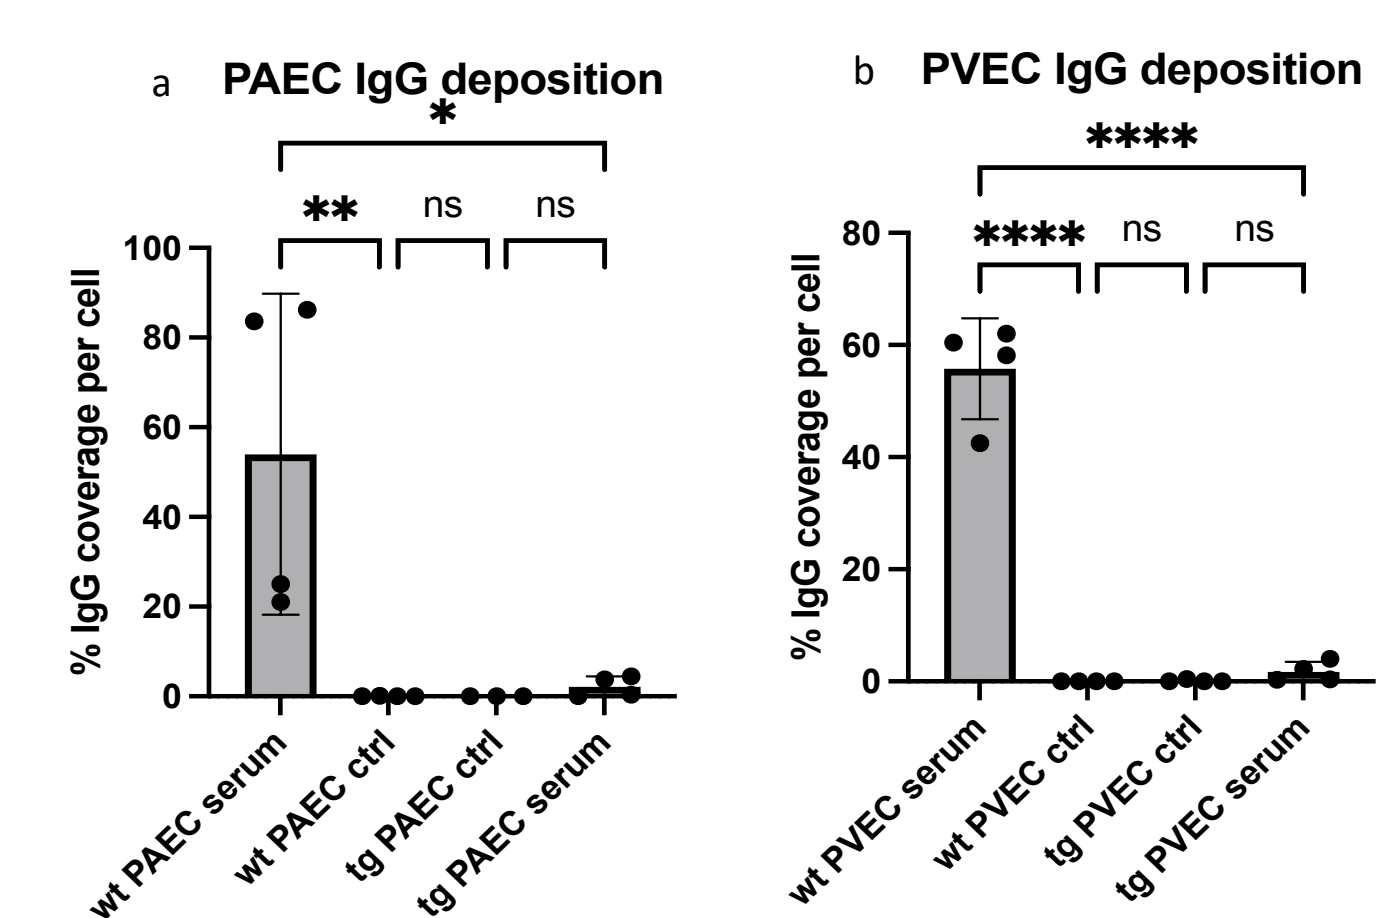 a
PAEC IgG deposition
*
** ns ns
% IgG coverage per cell
100
80
60
40
20
0
wt PAEC serum
wt PAEC ctrl
tg PAEC ctrl
tg PAEC serum
b
PVEC IgG deposition
****
**** ns ns
% IgG coverage per cell
80
60
40
20
0
wt PVEC serum
wt PVEC ctrl
tg PVEC ctrl
tg PVEC serum